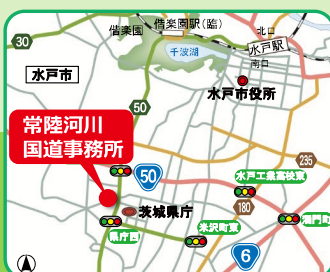 偕楽園
偕楽園駅(臨)
北口
水戸駅
南口
千波湖
30
50
水戸市
水戸市役所
常陸河川
国道事務所
50
235
水戸工業高校東
茨城県庁
180
県庁西
米沢町東
6